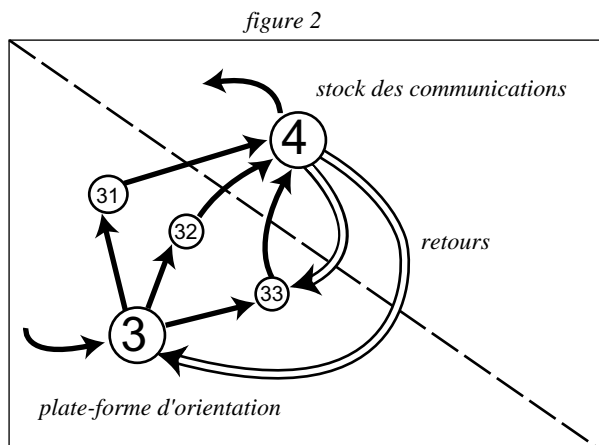 figure 2
stock des communications
4
31
32
retours
33
3
plate-forme d'orientation